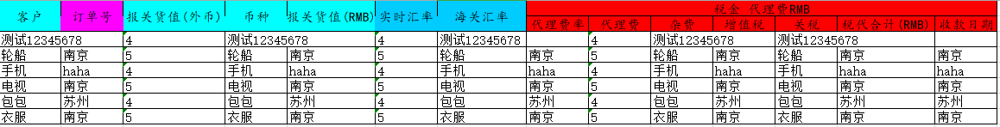 税金 代理费RMB
客户 订单号 报关货值(外币) 币种 报关货值(RMB) 实时汇率 海关汇率 代理费率 代理费 杂费 增值税 关税 税代合计(RMB) 收款日期
测试12345678 4 测试12345678 4 测试12345678 4 测试12345678 测试12345678
轮船 南京 5 轮船 南京 5 轮船 南京 5 轮船 南京 轮船 南京 南京
手机 haha 4 手机 haha 4 手机 haha 4 手机 haha 手机 haha haha
电视 南京 5 电视 南京 5 电视 南京 5 电视 南京 电视 南京 南京
包包 苏州 4 包包 苏州 4 包包 苏州 4 包包 苏州 包包 苏州 苏州
衣服 南京 5 衣服 南京 5 衣服 南京 5 衣服 南京 衣服 南京 南京